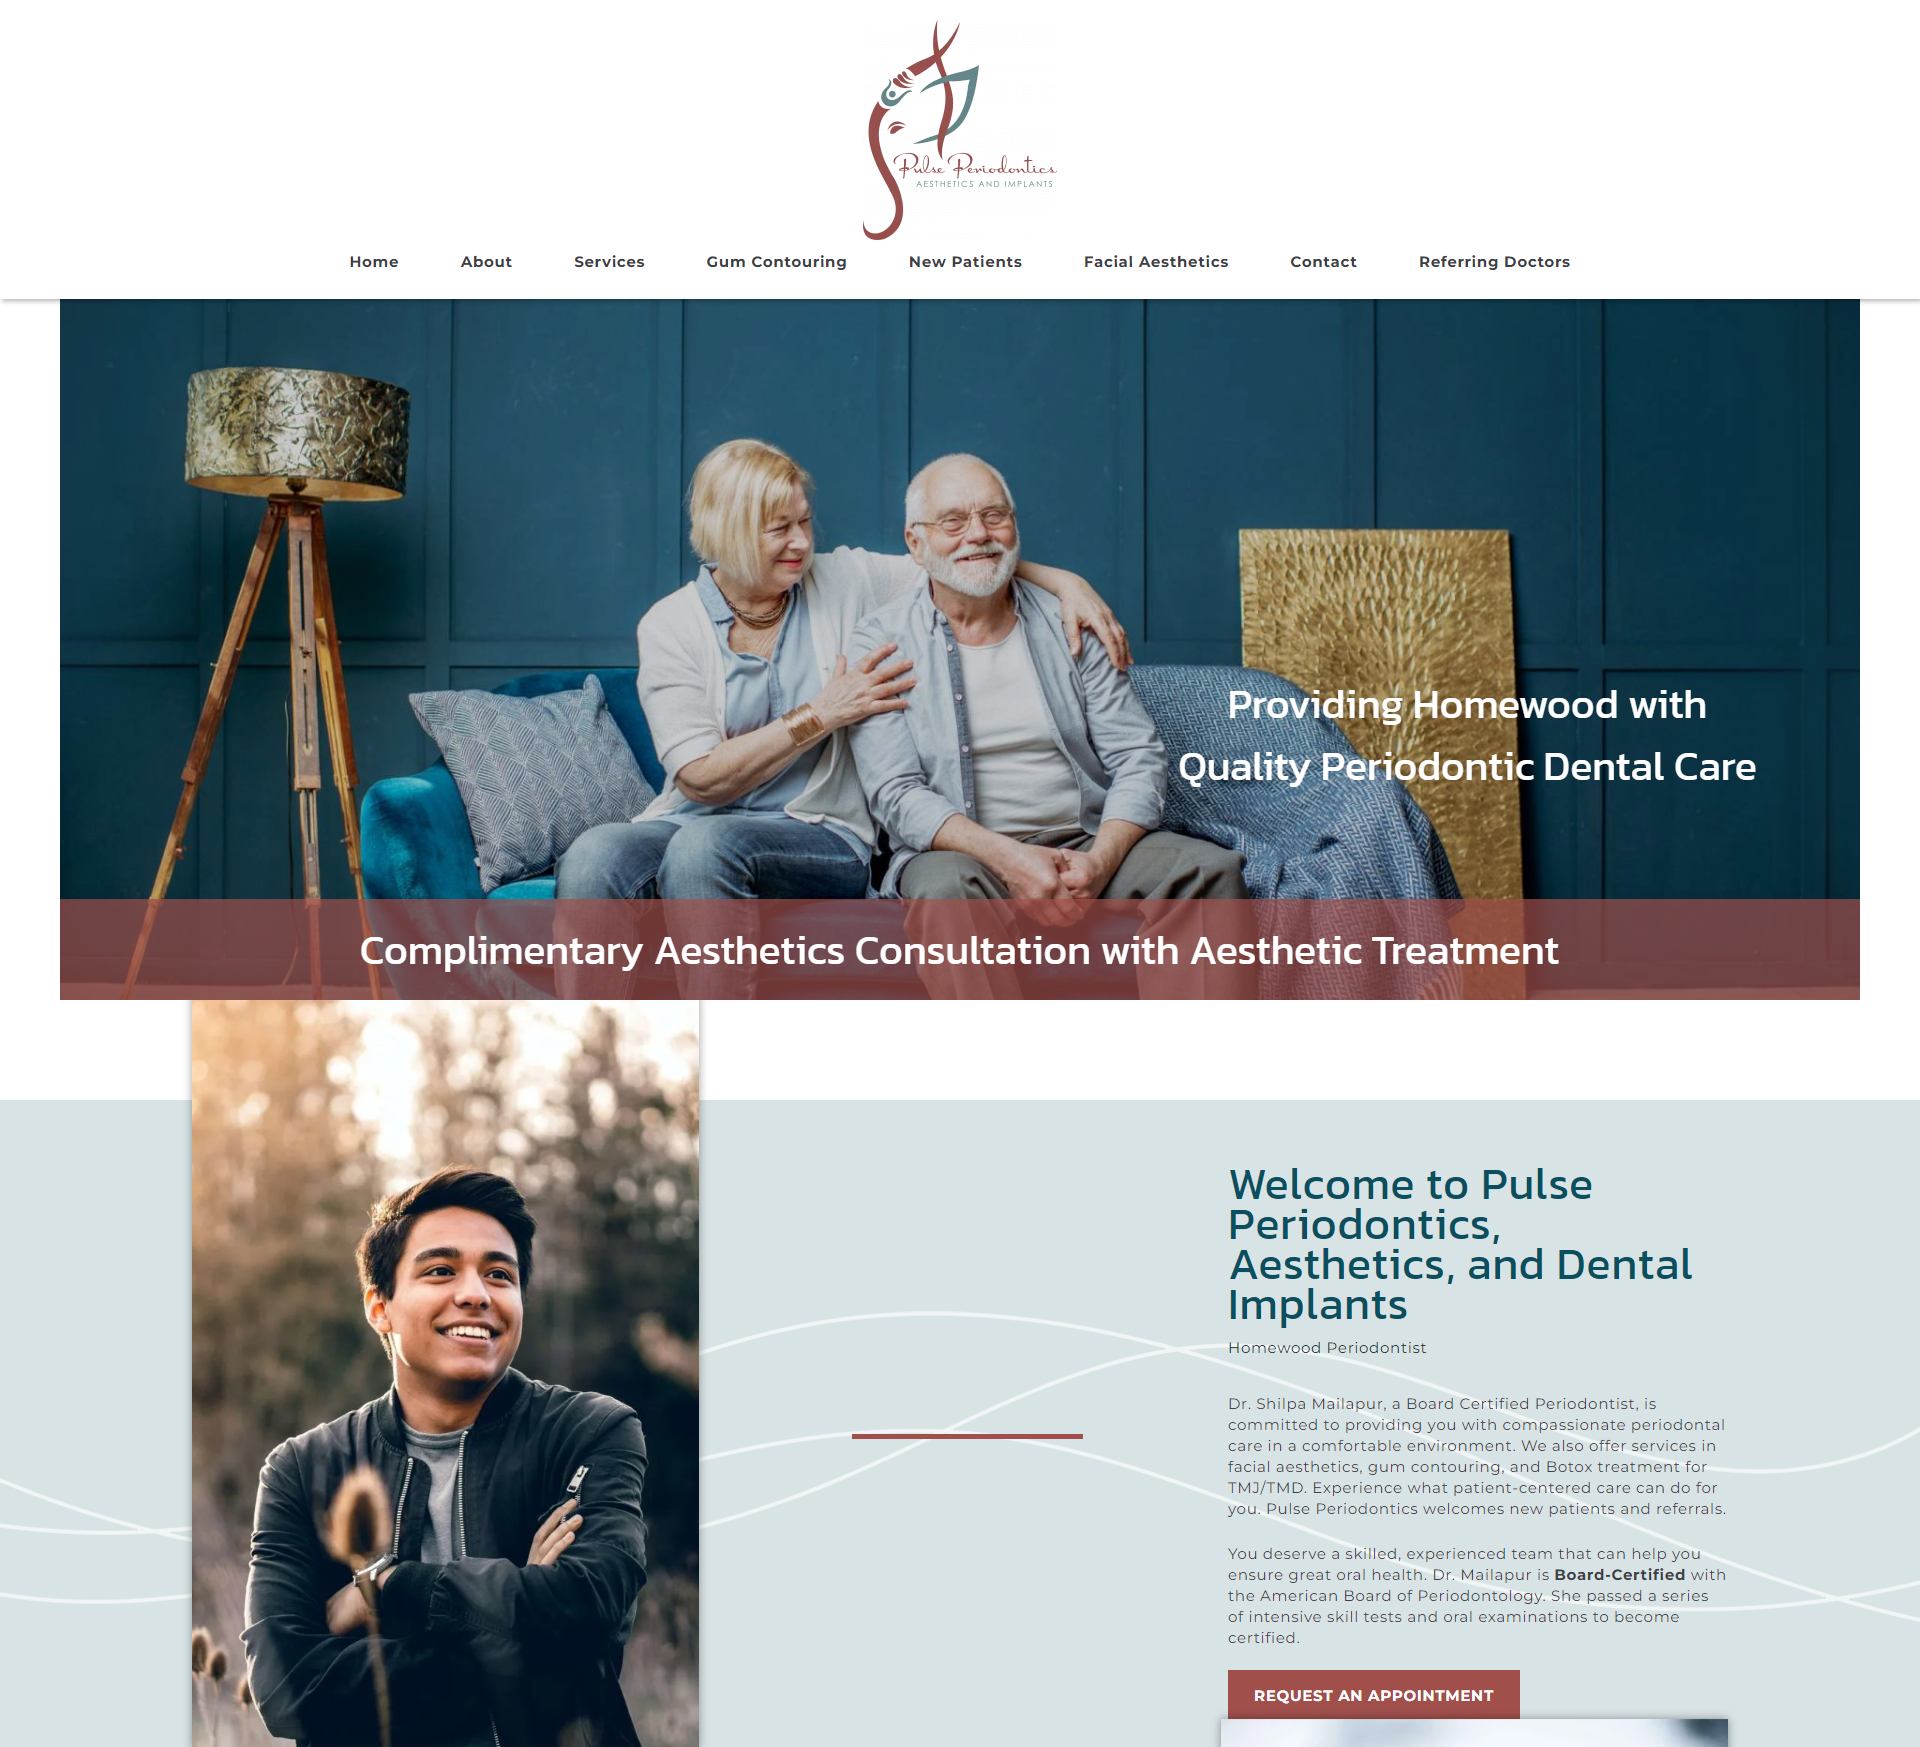 Pulse Periodontics
AESTHETICS AND IMPLANTS
Home About Services Gum Contouring New Patients Facial Aesthetics Contact Referring Doctors
Providing Homewood with
Quality Periodontic Dental Care
Complimentary Aesthetics Consultation with Aesthetic Treatment
Welcome to Pulse
Periodontics,
Aesthetics, and Dental
Implants
Homewood Periodontist
Dr. Shilpa Mailapur, a Board Certified Periodontist, is
committed to providing you with compassionate periodontal
care in a comfortable environment. We also offer services in
facial aesthetics, gum contouring, and Botox treatment for
TMJ/TMD. Experience what patient-centered care can do for
you. Pulse Periodontics welcomes new patients and referrals.
You deserve a skilled, experienced team that can help you
ensure great oral health. Dr. Mailapur is Board-Certified with
the American Board of Periodontology. She passed a series
of intensive skill tests and oral examinations to become
certified.
REQUEST AN APPOINTMENT